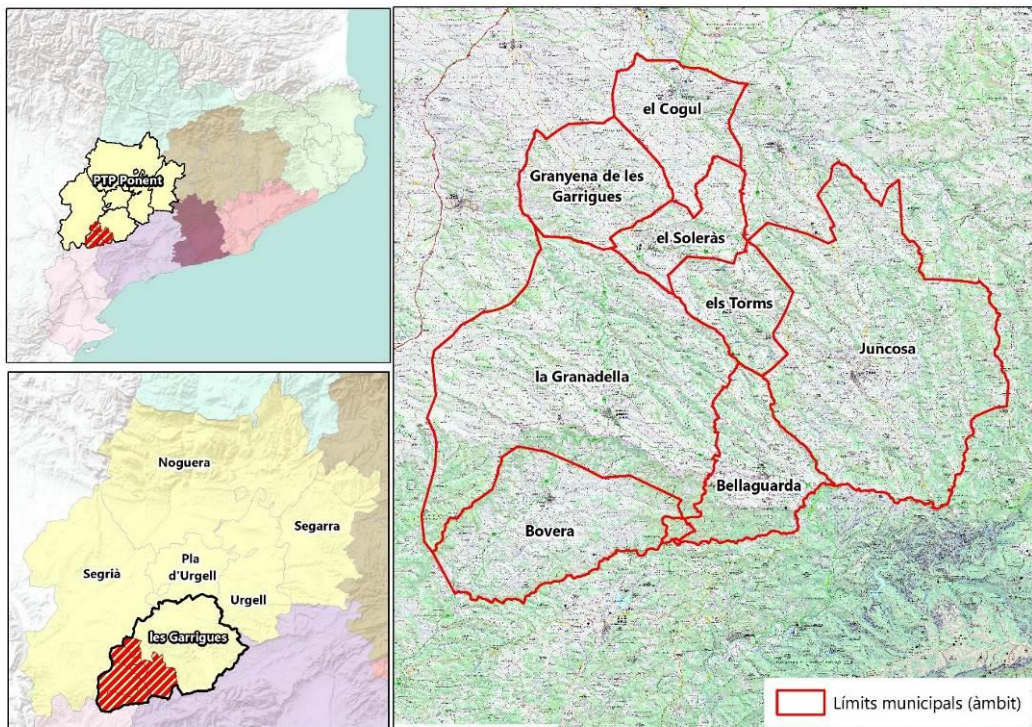 PTP Ponent
Noguera
Segarra
Pla
d'Urgell
Segrià
Urgell
les Garrigues
el Cogul
Granyena de les
Garrigues
el Soleràs
els Torms
Juncosa
la Granadella
Bellaguarda
Bovera
Límits municipals (àmbit)